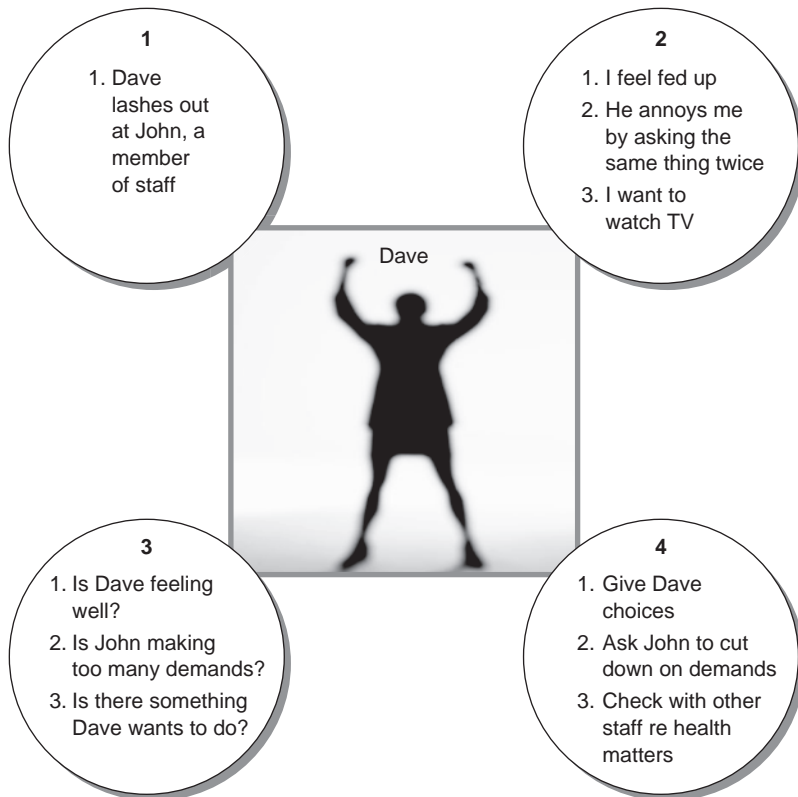 1
1. Dave
lashes out
at John, a
member
of staff
2
1. I feel fed up
2. He annoys me
by asking the
same thing twice
3. I want to
watch TV
Dave
3
1. Is Dave feeling
well?
2. Is John making
too many demands?
3. Is there something
Dave wants to do?
4
1. Give Dave
choices
2. Ask John to cut
down on demands
3. Check with other
staff re health
matters